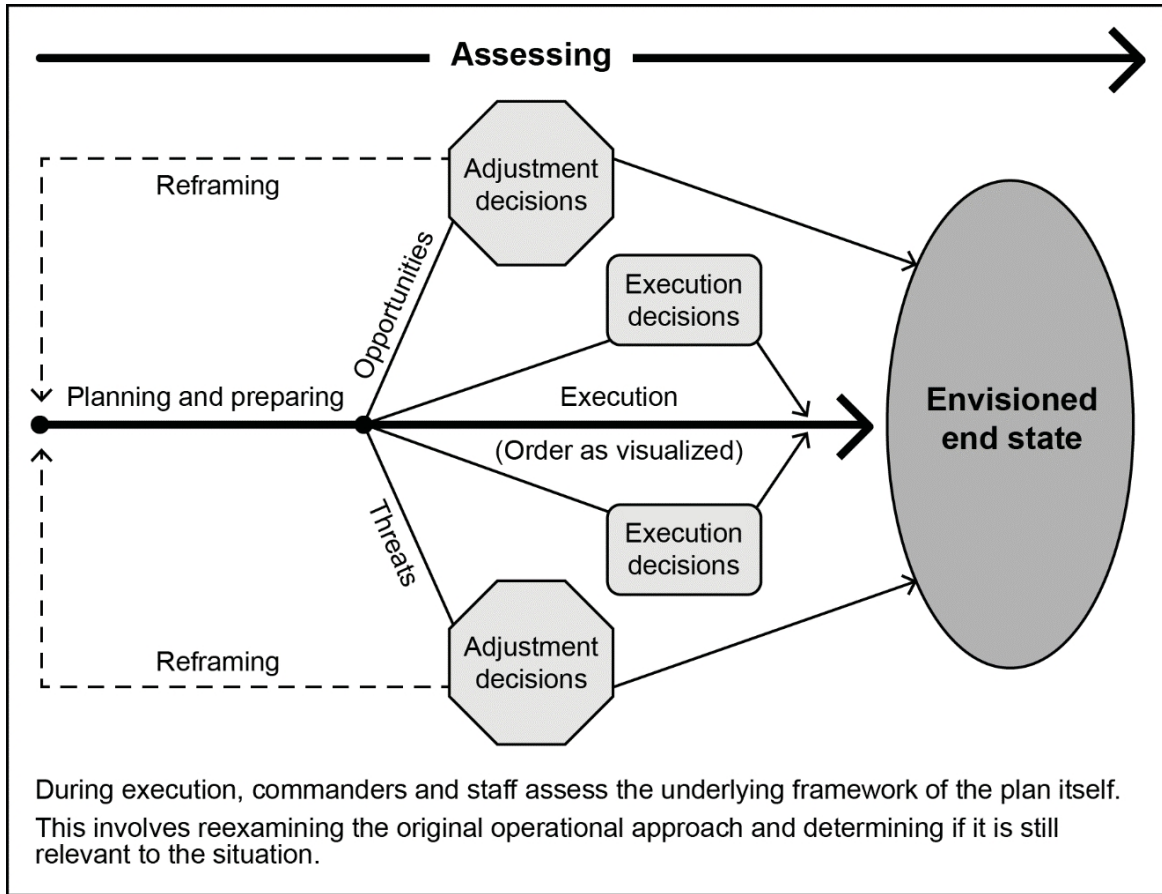 Assessing
Adjustment
decisions
Reframing
Opportunities
Execution
decisions
Planning and preparing
Execution
(Order as visualized)
Envisioned
end state
Threats
Execution
decisions
Adjustment
decisions
Reframing
During execution, commanders and staff assess the underlying framework of the plan itself.
This involves reexamining the original operational approach and determining if it is still
relevant to the situation.